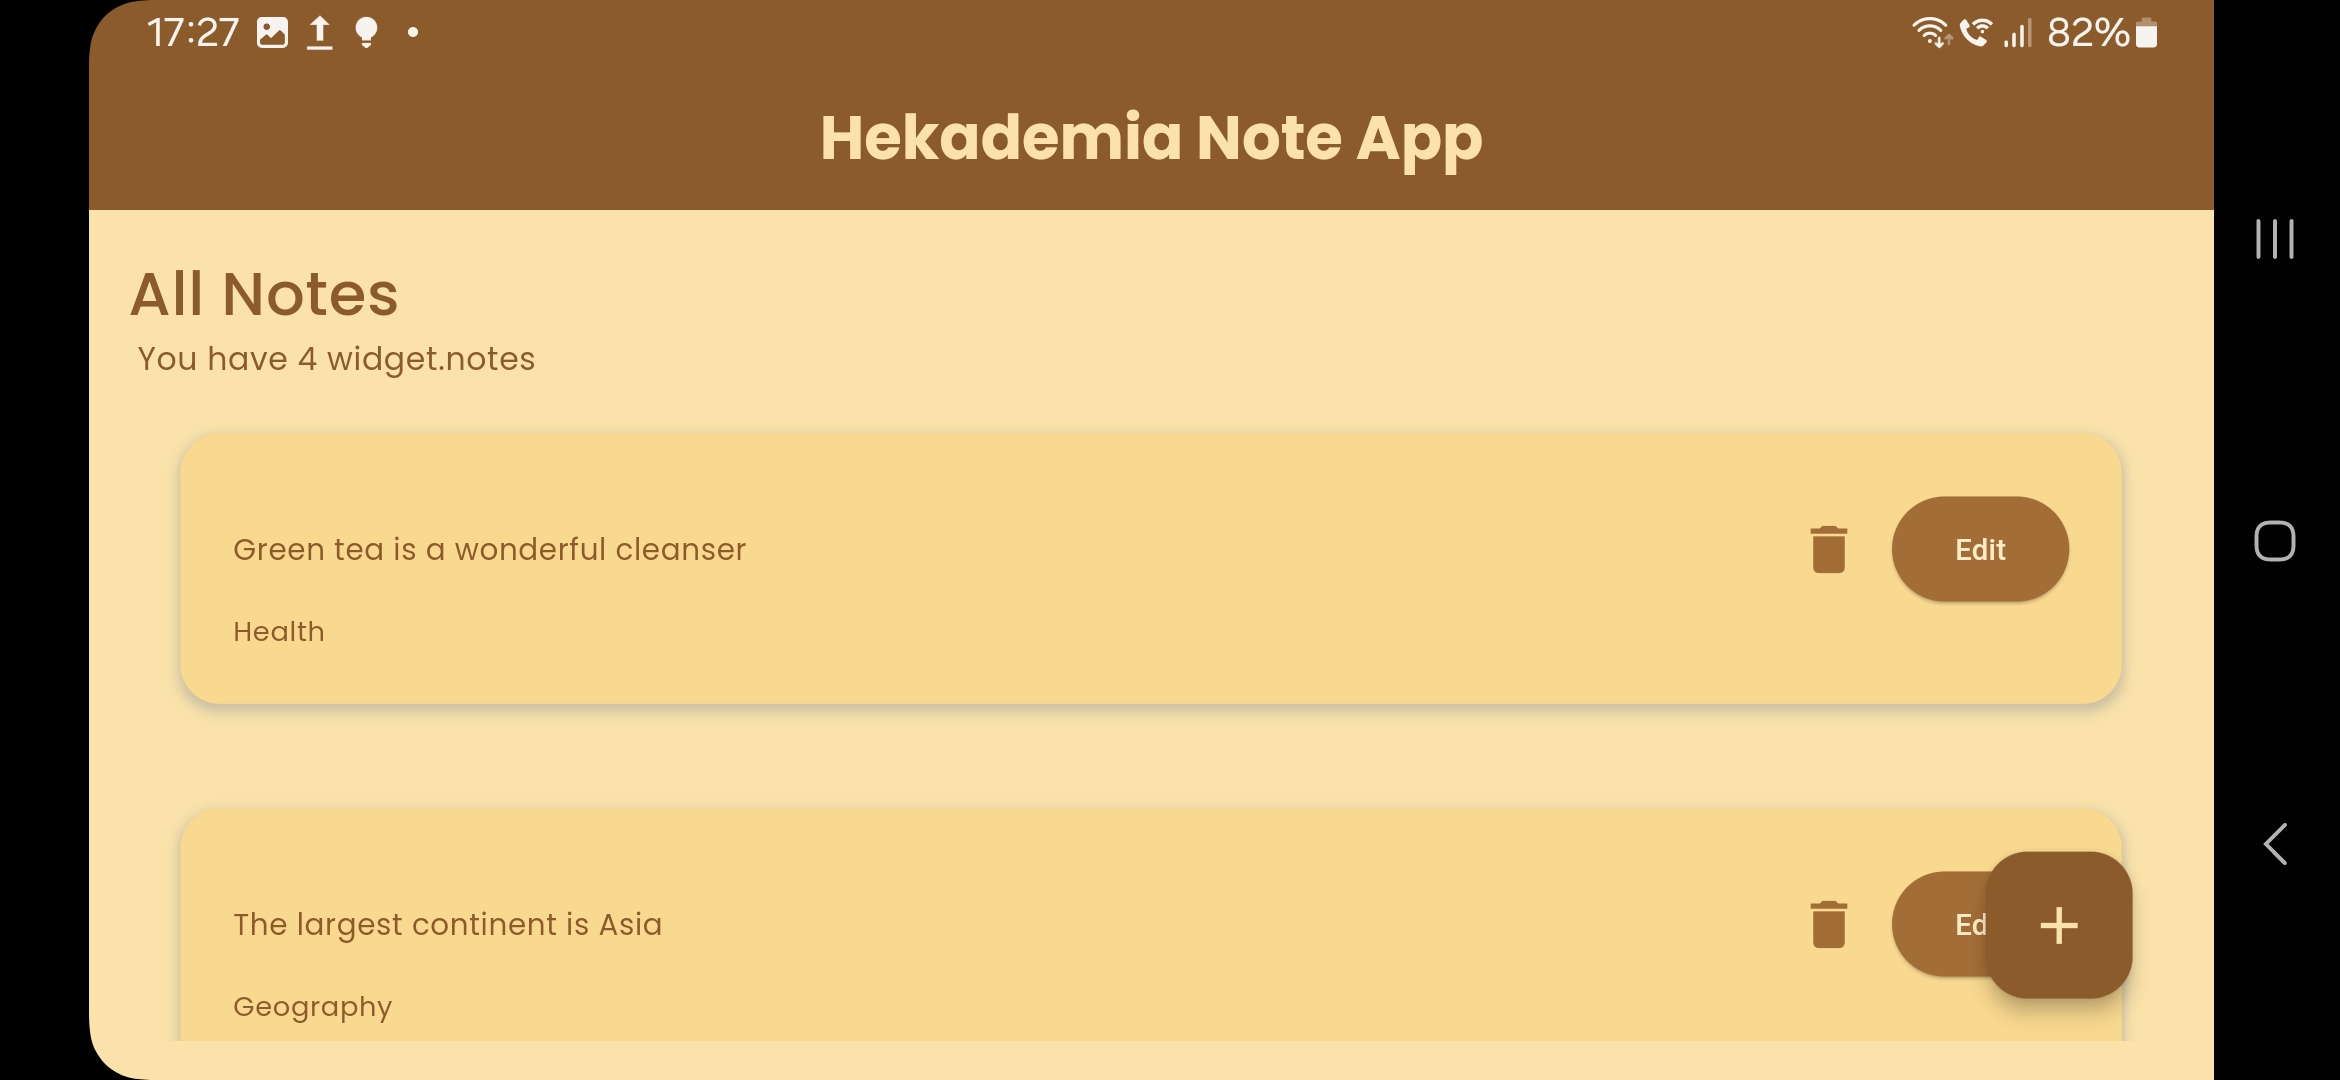 17:27 82%
Hekademia Note App
All Notes
You have 4 widget.notes
Green tea is a wonderful cleanser
Edit
Health
The largest continent is Asia
Ed
Geography